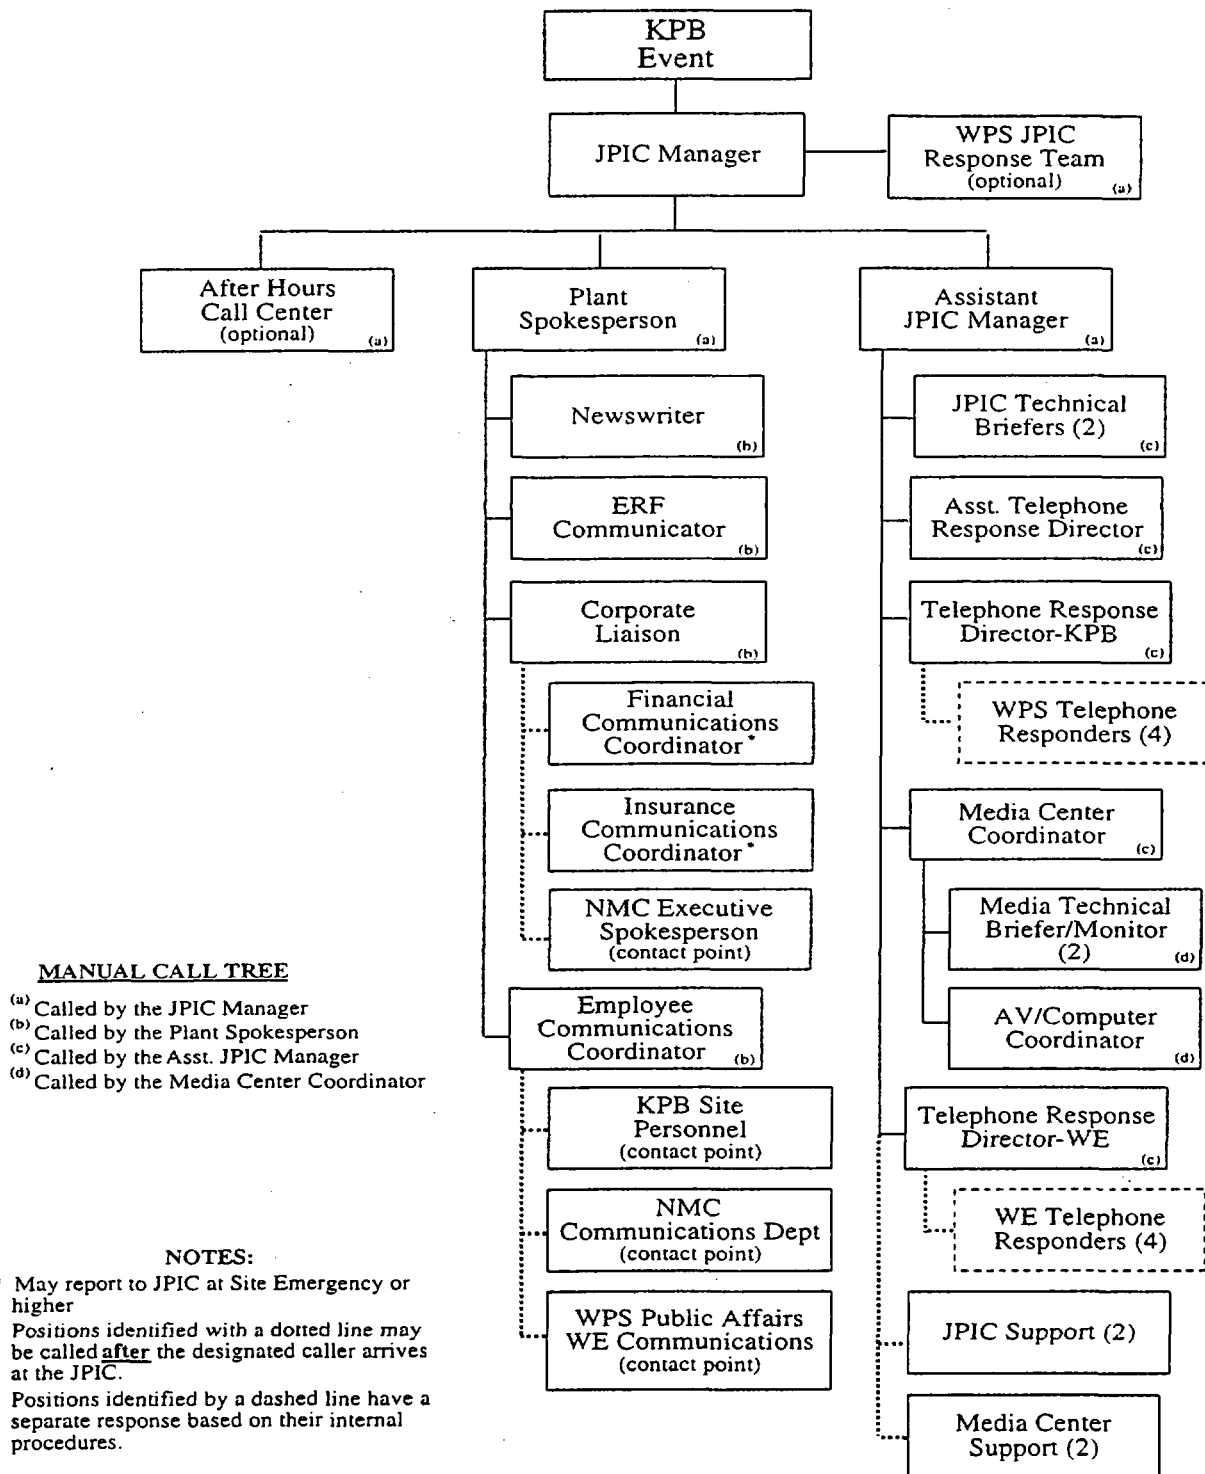 KPB
Event
JPIC Manager
WPS JPIC
Response Team
(optional)
(a)
After Hours
Call Center
(optional)
(a)
Plant
Spokesperson
(a)
Assistant
JPIC Manager
(a)
Newswriter
(b)
ERF
Communicator
(b)
Corporate
Liaison
(b)
Financial
Communications
Coordinator*
Insurance
Communications
Coordinator*
NMC Executive
Spokesperson
(contact point)
Employee
Communications
Coordinator
(b)
KPB Site
Personnel
(contact point)
NMC
Communications Dept
(contact point)
WPS Public Affairs
WE Communications
(contact point)
JPIC Technical
Briefers (2)
(c)
Asst. Telephone
Response Director
(c)
Telephone Response
Director-KPB
(c)
WPS Telephone
Responders (4)
Media Center
Coordinator
(c)
Media Technical
Briefer/Monitor
(2)
(d)
AV/Computer
Coordinator
(d)
Telephone Response
Director-WE
(c)
WE Telephone
Responders (4)
JPIC Support (2)
Media Center
Support (2)
MANUAL CALL TREE
(a) Called by the JPIC Manager
(b) Called by the Plant Spokesperson
(c) Called by the Asst. JPIC Manager
(d) Called by the Media Center Coordinator
NOTES:
* May report to JPIC at Site Emergency or
higher
Positions identified with a dotted line may
be called after the designated caller arrives
at the JPIC.
Positions identified by a dashed line have a
separate response based on their internal
procedures.